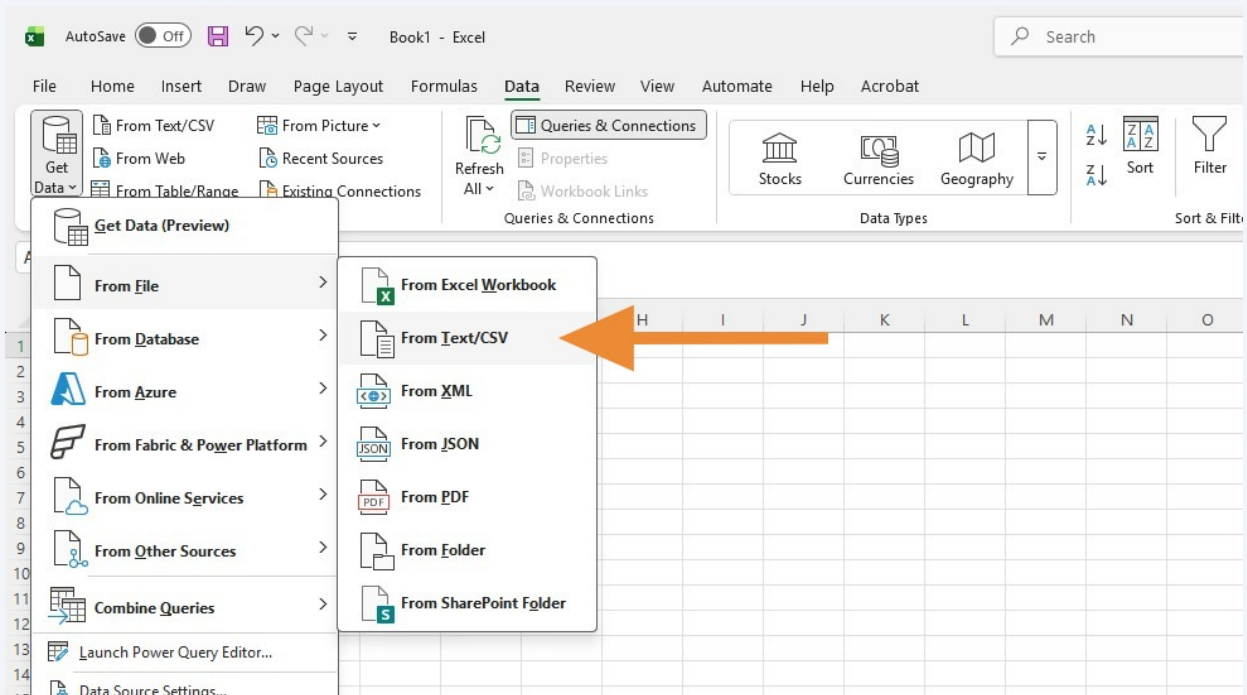 AutoSave Off Book1 - Excel Search
File Home Insert Draw Page Layout Formulas Data Review View Automate Help Acrobat
Get Data
From Text/CSV
From Web
From Table/Range
From Picture
Recent Sources
Existing Connections
Refresh All
Queries & Connections
Properties
Workbook Links
Queries & Connections
Stocks Currencies Geography
Data Types
Sort
Filter
Sort & Filt
Get Data (Preview)
From File
From Database
From Azure
From Fabric & Power Platform
From Online Services
From Other Sources
Combine Queries
Launch Power Query Editor...
Data Source Settings...
From Excel Workbook
From Text/CSV
From XML
From JSON
From PDF
From Folder
From SharePoint Folder
H I J K L M N O
1
2
3
4
5
6
7
8
9
10
11
12
13
14